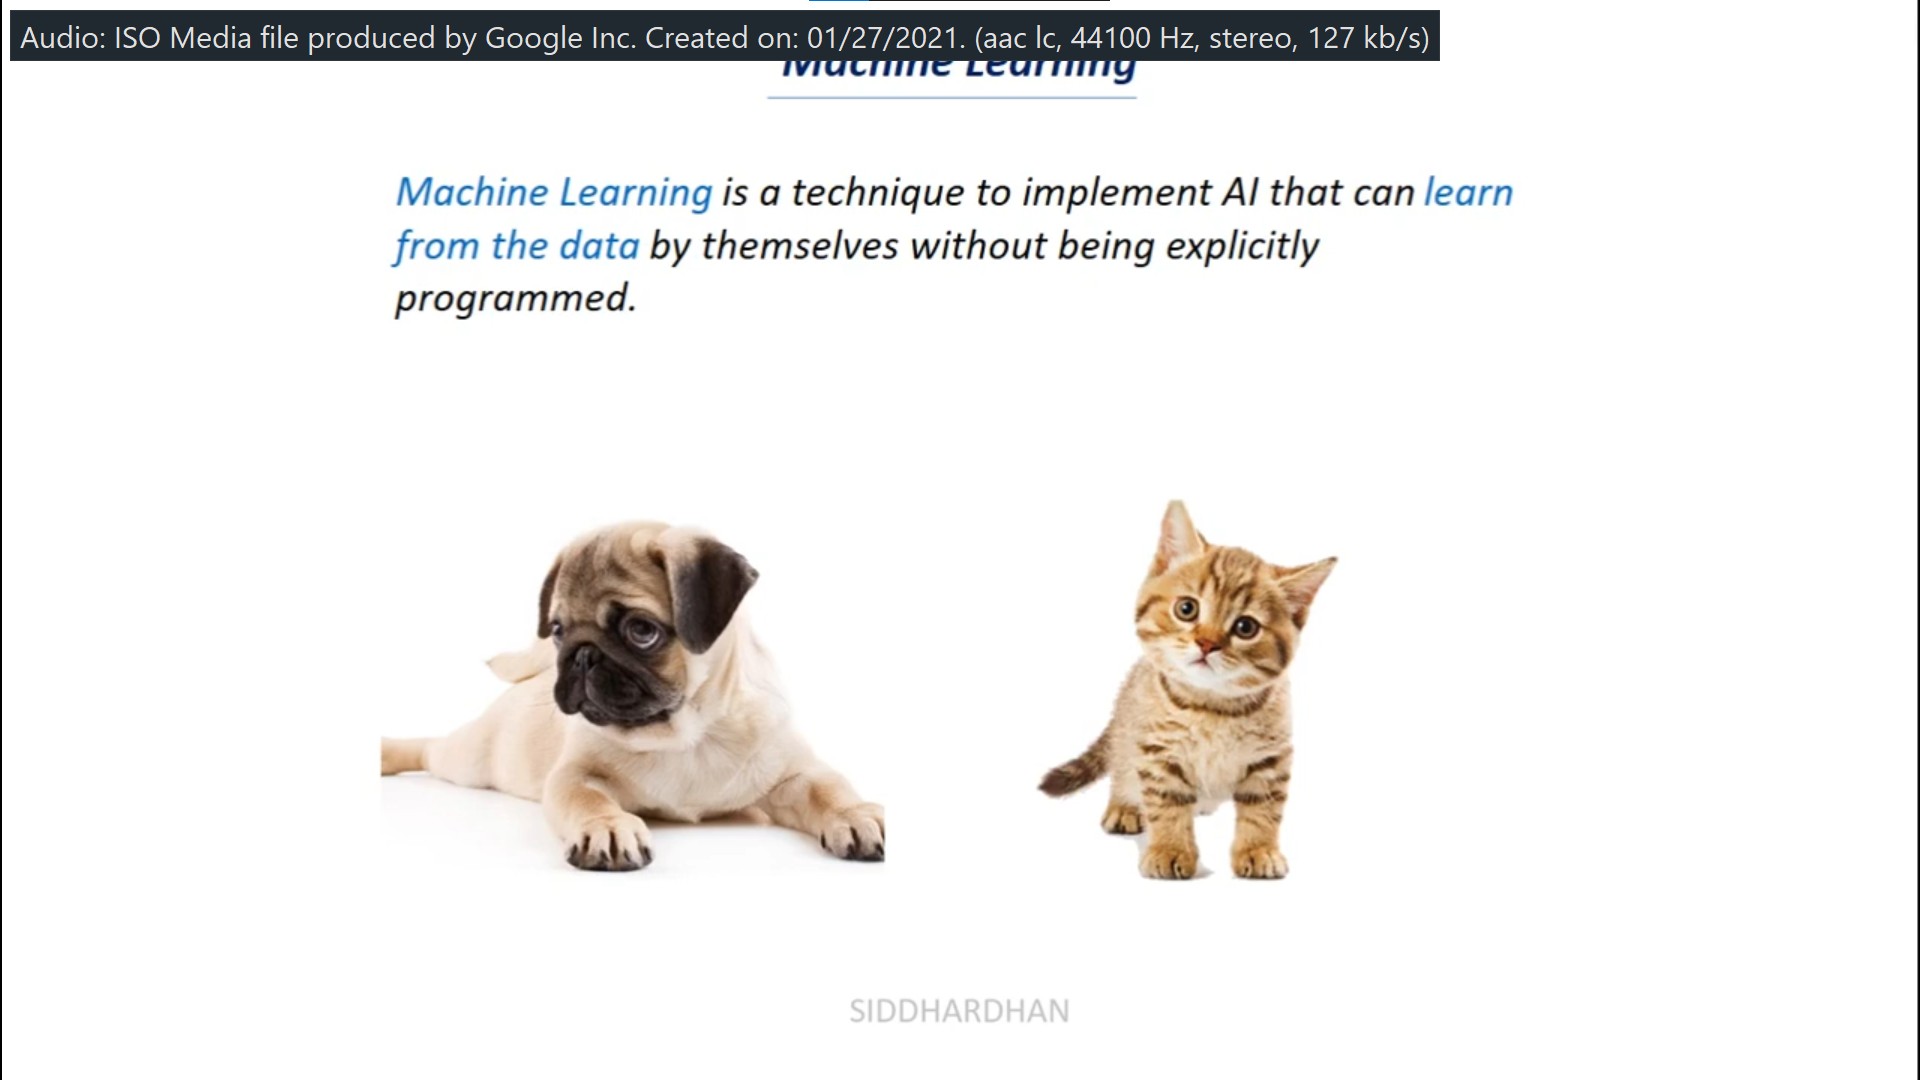 Audio: ISO Media file produced by Google Inc. Created on: 01/27/2021. (aac lc, 44100 Hz, stereo, 127 kb/s)
Machine Learning
Machine Learning is a technique to implement AI that can learn
from the data by themselves without being explicitly
programmed.
SIDDHARDHAN